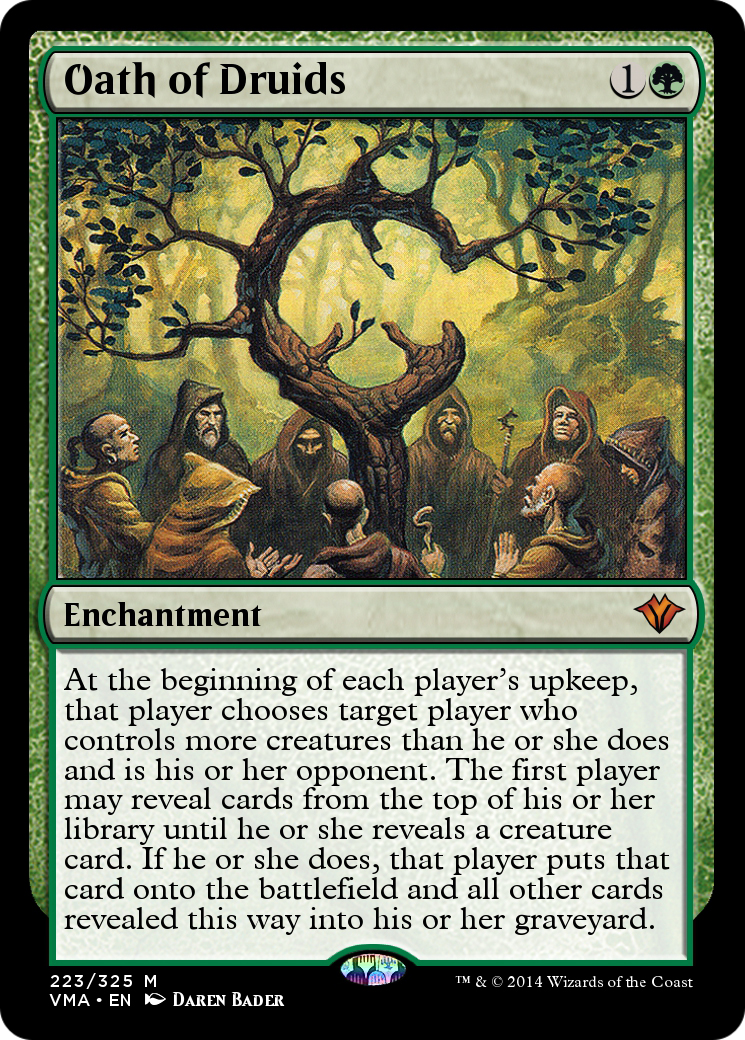 Oath of Druids 1
Enchantment
At the beginning of each player's upkeep,
that player chooses target player who
controls more creatures than he or she does
and is his or her opponent. The first player
may reveal cards from the top of his or her
library until he or she reveals a creature
card. If he or she does, that player puts that
card onto the battlefield and all other cards
revealed this way into his or her graveyard.
223/325 M
VMA • EN Daren Bader
™ & © 2014 Wizards of the Coast